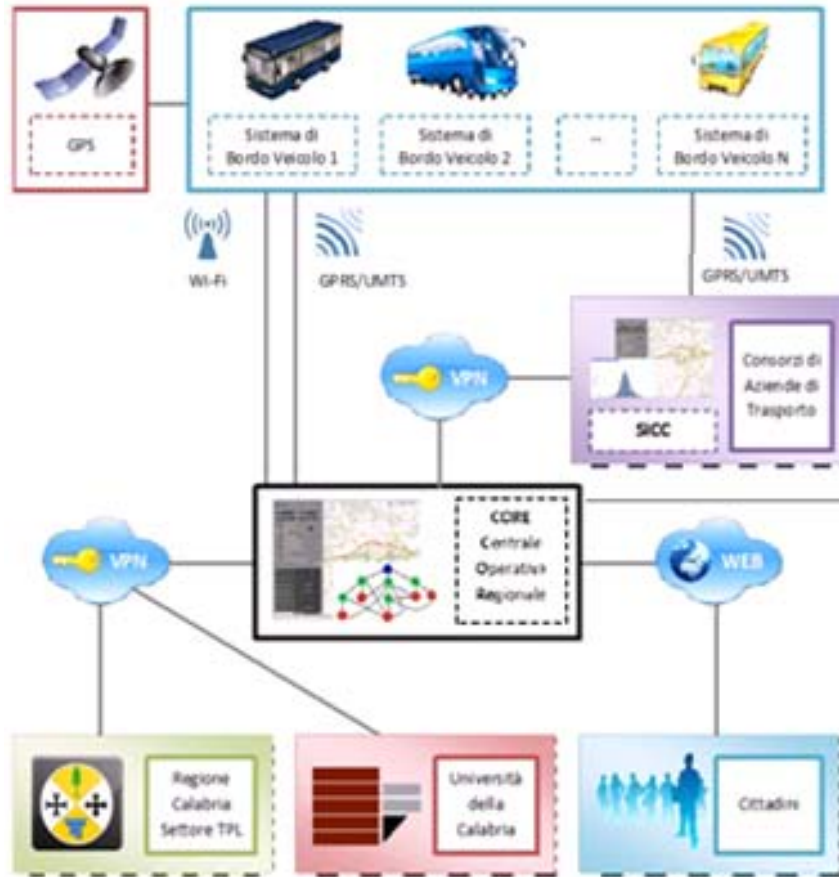 GPS
Sistema di
Bordo Veicolo 1
Sistema di
Bordo Veicolo 2
...
Sistema di
Bordo Veicolo N
Wi-Fi
GPRS/UMTS
GPRS/UMTS
VPN
SICC
Consorzi di
Aziende di
Trasporto
CORE
Centrale
Operativa
Regionale
VPN
WEB
Regione
Calabria
Settore TPL
Università
della
Calabria
Cittadini